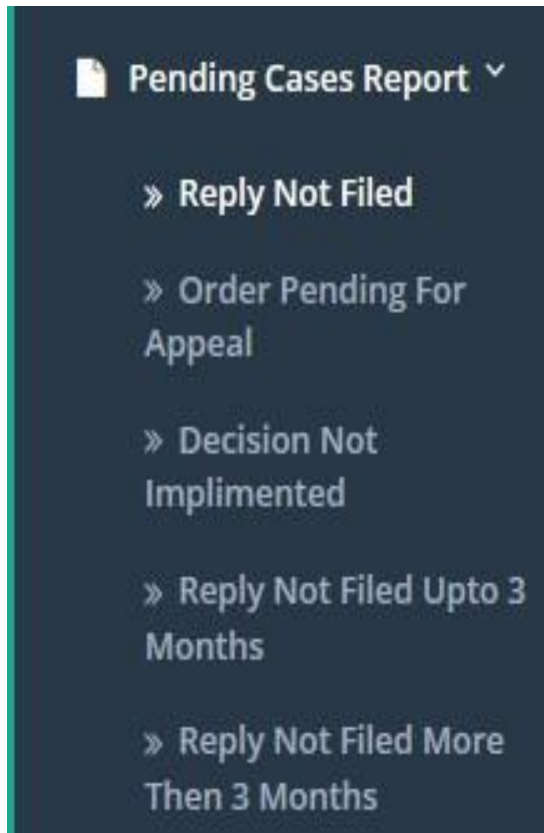 Pending Cases Report
» Reply Not Filed
» Order Pending For
Appeal
» Decision Not
Implimented
» Reply Not Filed Upto 3
Months
» Reply Not Filed More
Then 3 Months